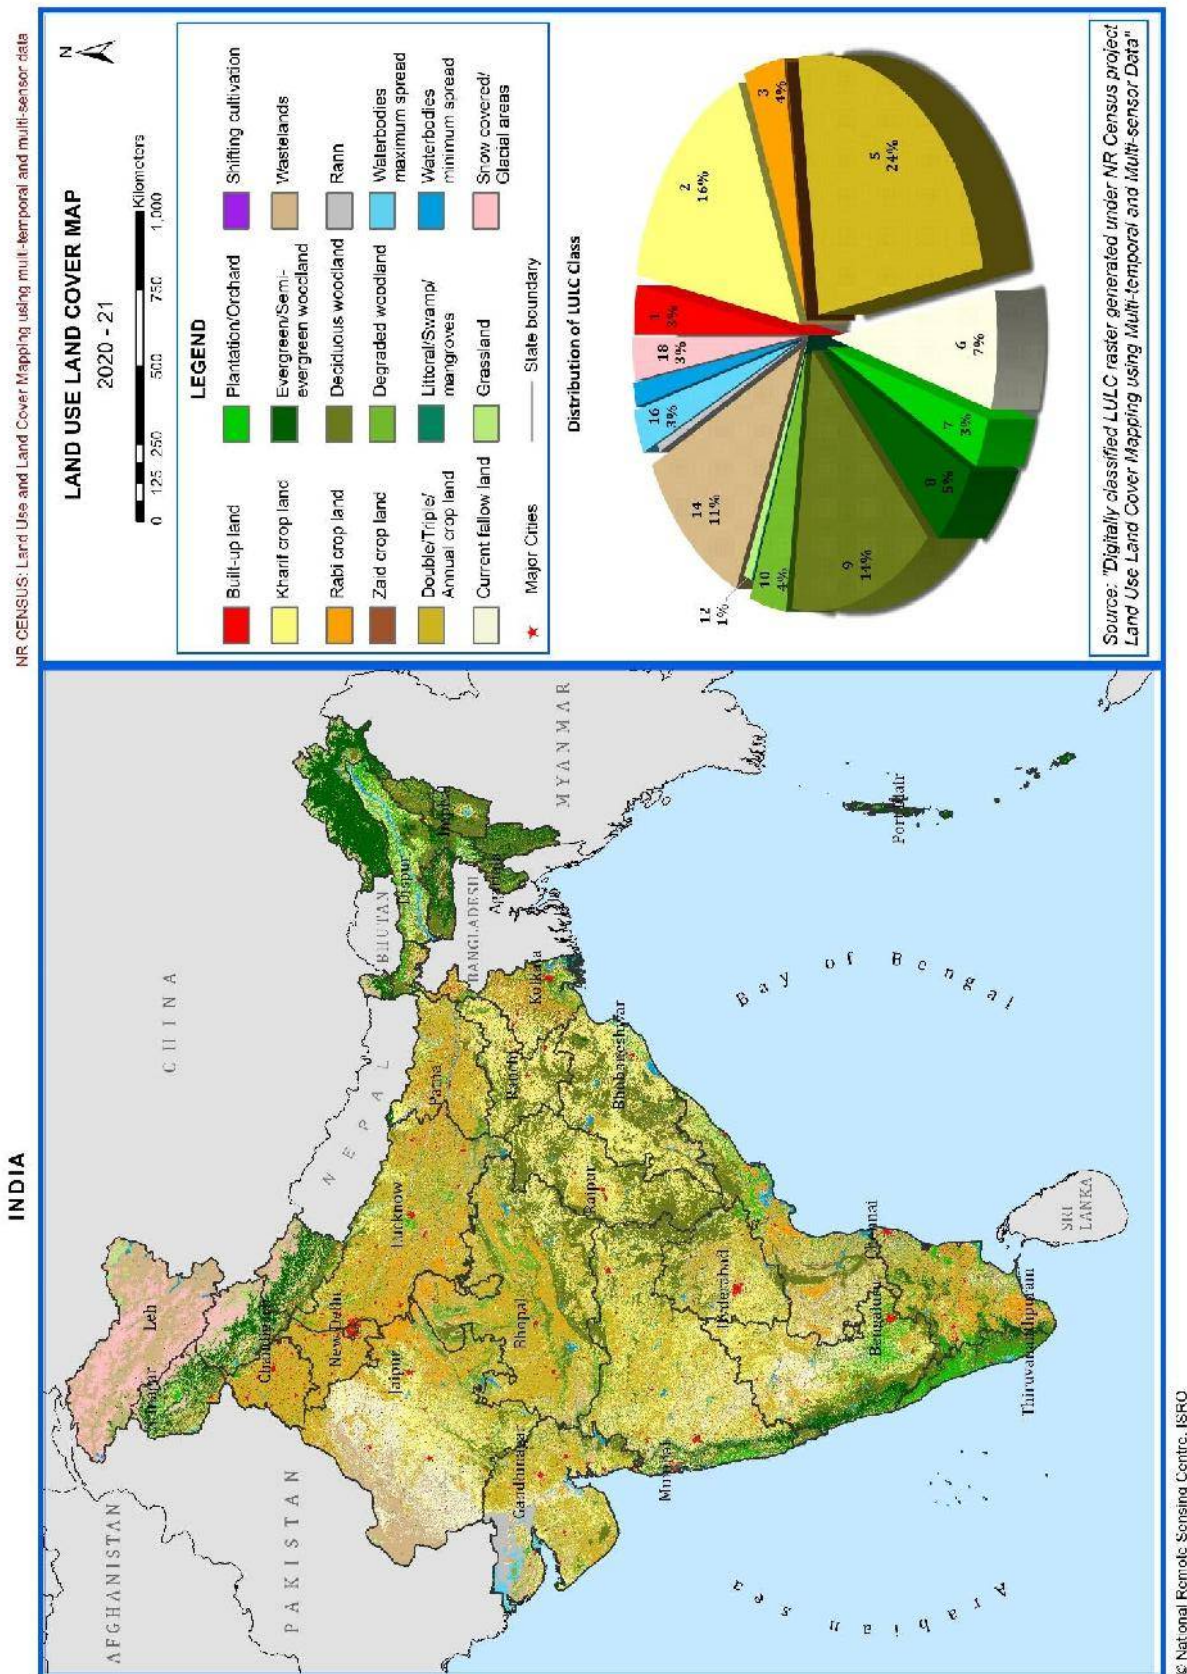 NR CENSUS: Land Use and Land Cover Mapping using multi-temporal and multi-sensor data
INDIA
AFGHANISTAN
PAKISTAN
CHINA
NEPAL
BHUTAN
BANGLADESH
MYANMAR
SRI
LANKA
Arabian sea
Bay of Bengal
Leh
Srinagar
Chandigarh
New Delhi
Jaipur
Lucknow
Patna
Dispur
Imphal
Agartala
Gandhinagar
Bhopal
Ranchi
Kolkata
Raipur
Bhubaneshwar
Mumbai
Hyderabad
Bengaluru
Chennai
Thiruvananthpuram
Port Blair
LAND USE LAND COVER MAP
N
2020 - 21
0 125 250 500 750 1,000
Kilometers
LEGEND
Built-up land
Kharif crop land
Rabi crop land
Zaid crop land
Double/Triple/
Annual crop land
Current fallow land
Major Cities
Plantation/Orchard
Evergreen/Semi-
evergreen woodland
Deciduous woodland
Degraded woodland
Littoral/Swamp/
mangroves
Grassland
State boundary
Shifting cultivation
Wastelands
Rann
Waterbodies
maximum spread
Waterbodies
minimum spread
Snow covered/
Glacial areas
Distribution of LULC Class
1
3%
2
16%
3
4%
5
24%
6
7%
7
3%
8
5%
9
14%
10
4%
12
1%
14
11%
16
3%
18
3%
Source: "Digitally classified LULC raster generated under NR Census project
Land Use Land Cover Mapping using Multi-temporal and Multi-sensor Data"
© National Remote Sensing Centre, ISRO